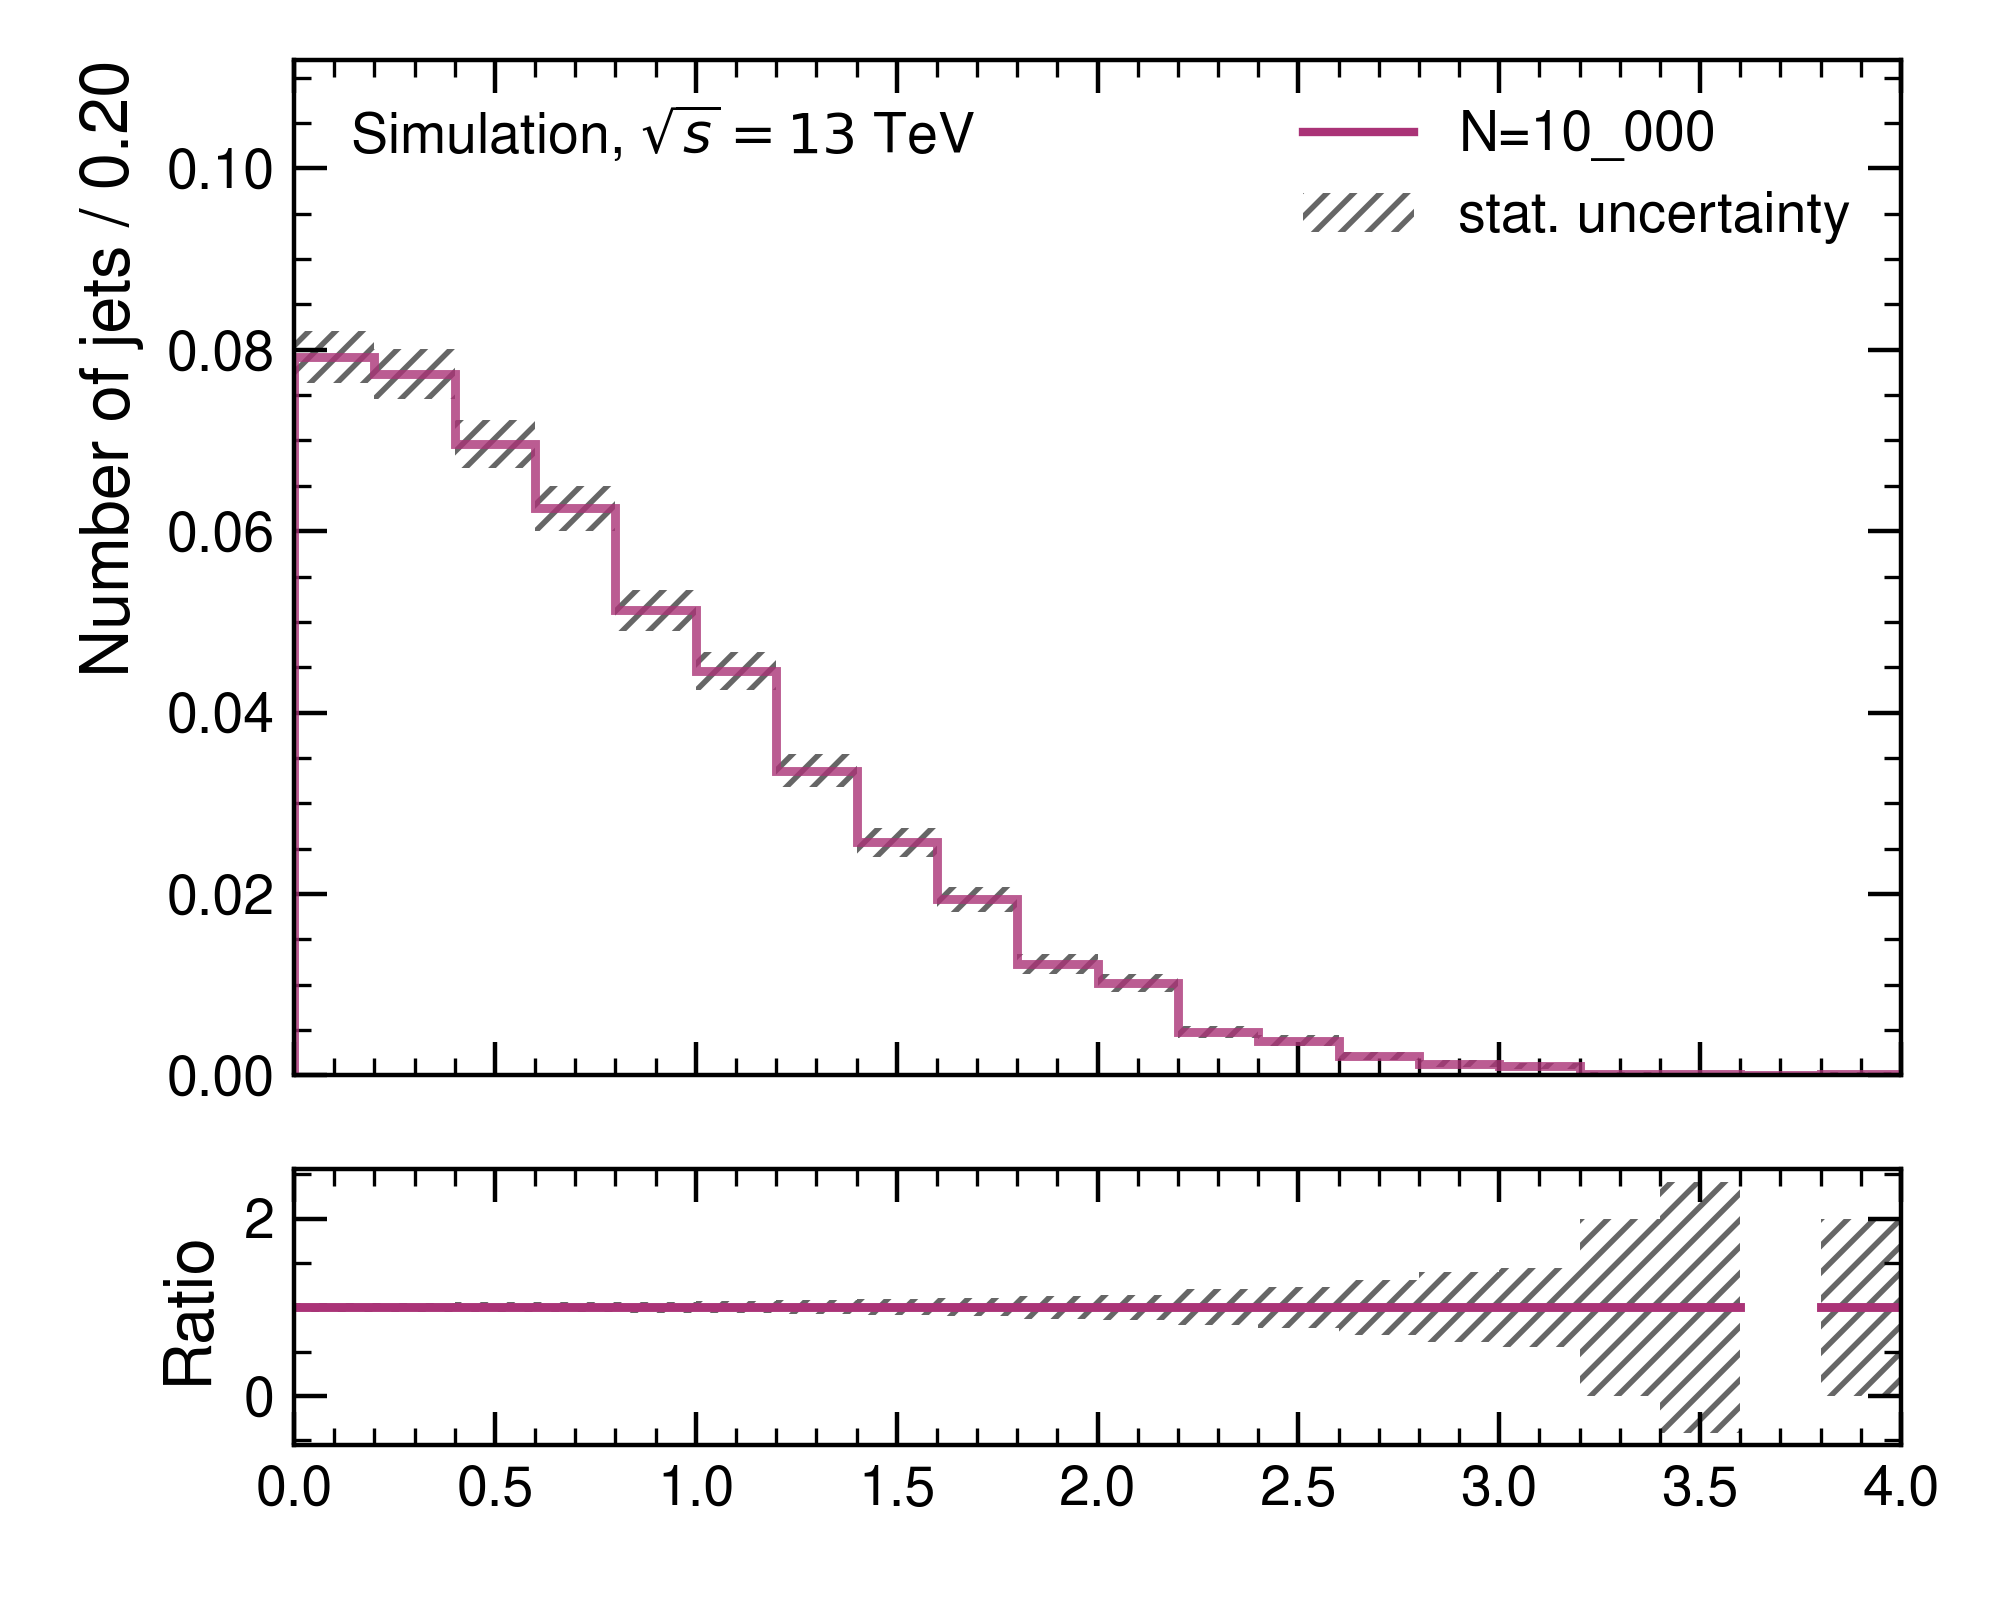 Number of jets / 0.20
Simulation, √s = 13 TeV
N=10_000
stat. uncertainty
0.10
0.08
0.06
0.04
0.02
0.00
Ratio
2
0
0.0 0.5 1.0 1.5 2.0 2.5 3.0 3.5 4.0